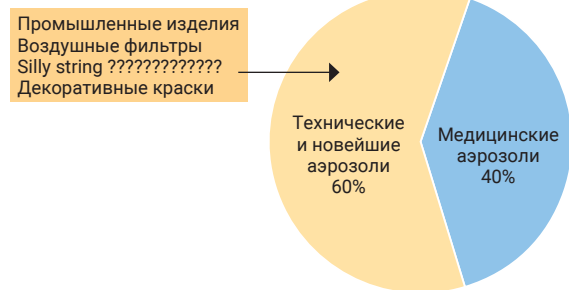 Промышленные изделия
Воздушные фильтры
Silly string ?????????????
Декоративные краски
Технические
и новейшие
аэрозоли
60%
Медицинские
аэрозоли
40%